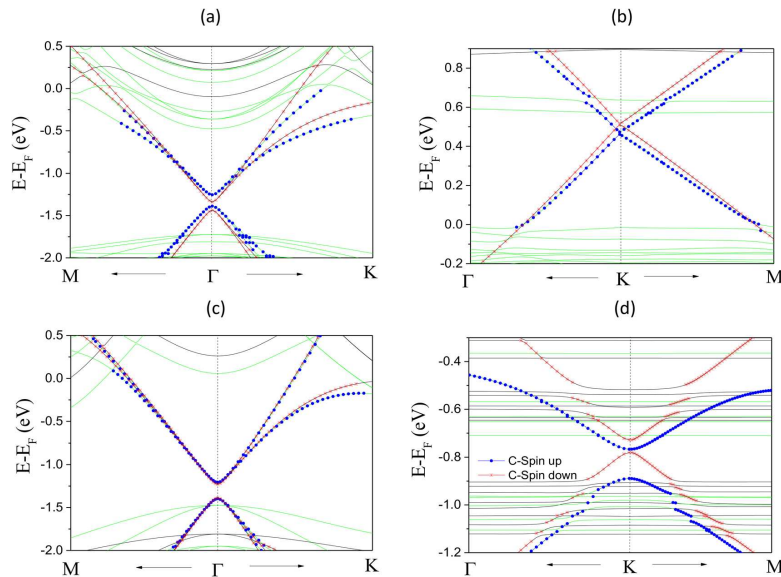 (a)
0.5
0.0
-0.5
-1.0
-1.5
-2.0
E-E_F (eV)
M
Γ
K
(b)
0.8
0.6
0.4
0.2
0.0
-0.2
E-E_F (eV)
Γ
K
M
(c)
0.5
0.0
-0.5
-1.0
-1.5
-2.0
E-E_F (eV)
M
Γ
K
(d)
-0.4
-0.6
-0.8
-1.0
-1.2
E-E_F (eV)
C-Spin up
C-Spin down
Γ
K
M